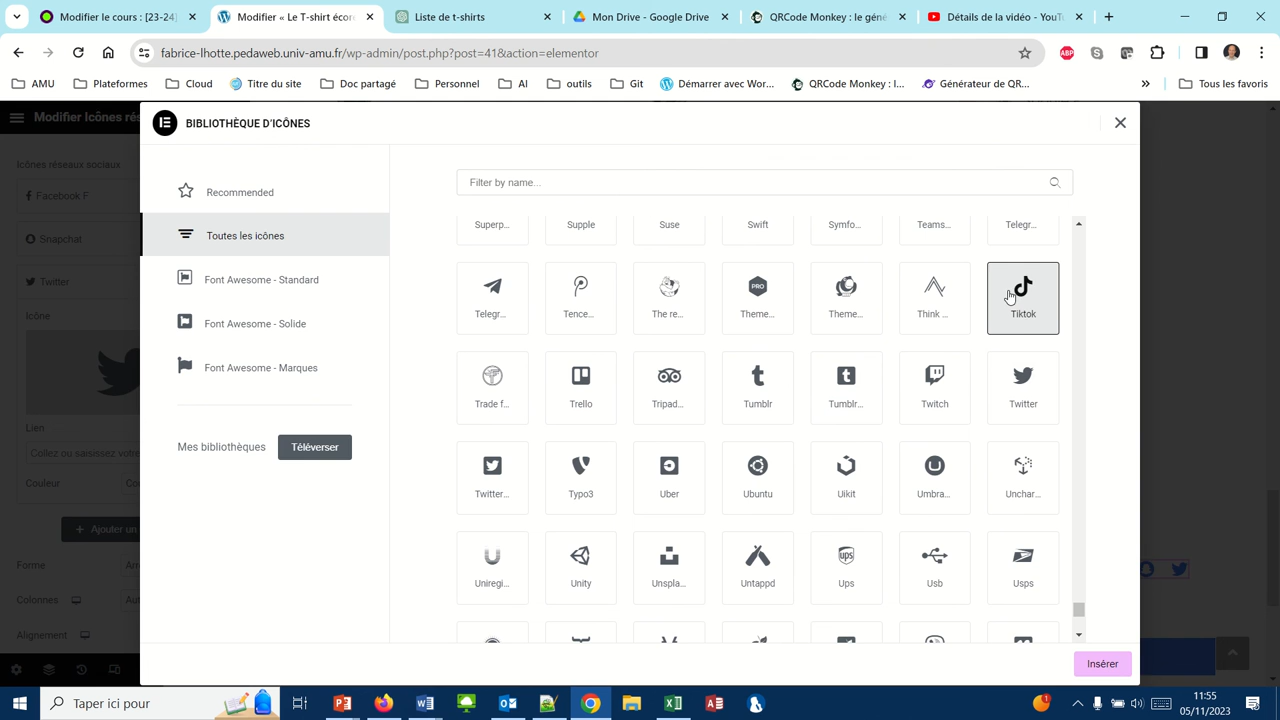 Modifier le cours : [23-24]
Modifier « Le T-shirt écon
Liste de t-shirts
Mon Drive - Google Drive
QRCode Monkey : le géné
Détails de la vidéo - YouTu
fabrice-lhotte.pedaweb.univ-amu.fr/wp-admin/post.php?post=41&action=elementor
AMU
Plateformes
Cloud
Titre du site
Doc partagé
Personnel
AI
outils
Git
Démarrer avec Wor...
QRCode Monkey : l...
Générateur de QR...
Tous les favoris
Modifier Icônes rés
BIBLIOTHÈQUE D'ICÔNES
Icônes réseaux sociaux
Facebook F
Snapchat
Twitter
Icône
Lien
Collez ou saisissez votre
Couleur
Ajouter un
Forme
Colonnes
Alignement
Recommended
Toutes les icônes
Font Awesome - Standard
Font Awesome - Solide
Font Awesome - Marques
Mes bibliothèques
Téléverser
Filter by name...
Superp... Supple Suse Swift Symfo... Teams... Telegr...
Telegr... Tence... The re... Theme... Theme... Think ... Tiktok
Trade f... Trello Tripad... Tumblr Tumblr... Twitch Twitter
Twitter... Typo3 Uber Ubuntu Uikit Umbra... Unchar...
Uniregi... Unity Unspla... Untappd Ups Usb Usps
Insérer
Taper ici pour
11:55
05/11/2023